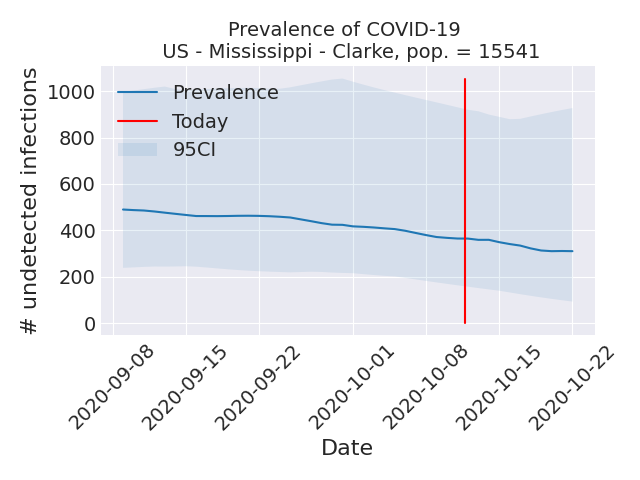 Prevalence of COVID-19
US - Mississippi - Clarke, pop. = 15541
# undetected infections
1000
800
600
400
200
0
Prevalence
Today
95CI
2020-09-08
2020-09-15
2020-09-22
2020-10-01
2020-10-08
2020-10-15
2020-10-22
Date